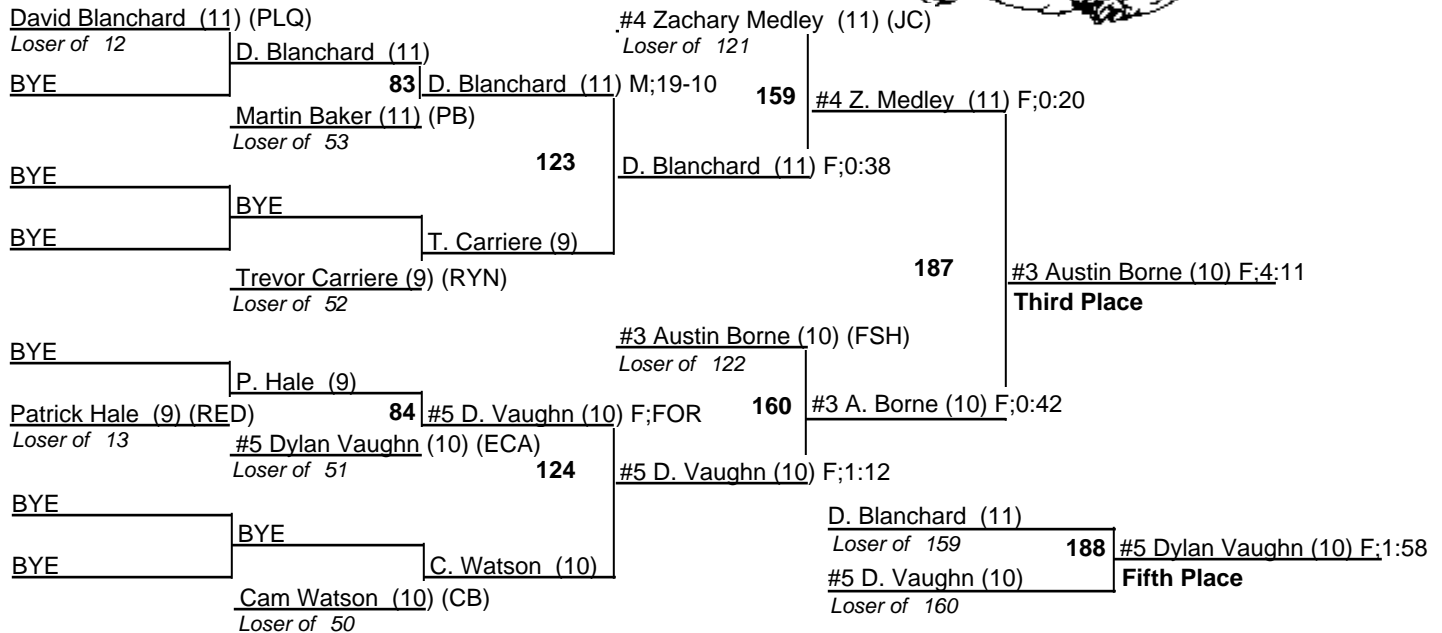 David Blanchard (11) (PLQ)
Loser of 12
D. Blanchard (11)
BYE
83
D. Blanchard (11) M;19-10
Martin Baker (11) (PB)
Loser of 53
123
D. Blanchard (11) F;0:38
BYE
BYE
BYE
T. Carriere (9)
Trevor Carriere (9) (RYN)
Loser of 52
#4 Zachary Medley (11) (JC)
Loser of 121
159
#4 Z. Medley (11) F;0:20
187
#3 Austin Borne (10) F;4:11
Third Place
BYE
P. Hale (9)
Patrick Hale (9) (RED)
Loser of 13
84
#5 D. Vaughn (10) F;FOR
#5 Dylan Vaughn (10) (ECA)
Loser of 51
124
#5 D. Vaughn (10) F;1:12
BYE
BYE
BYE
C. Watson (10)
Cam Watson (10) (CB)
Loser of 50
#3 Austin Borne (10) (FSH)
Loser of 122
160
#3 A. Borne (10) F;0:42
D. Blanchard (11)
Loser of 159
188
#5 Dylan Vaughn (10) F;1:58
Fifth Place
#5 D. Vaughn (10)
Loser of 160